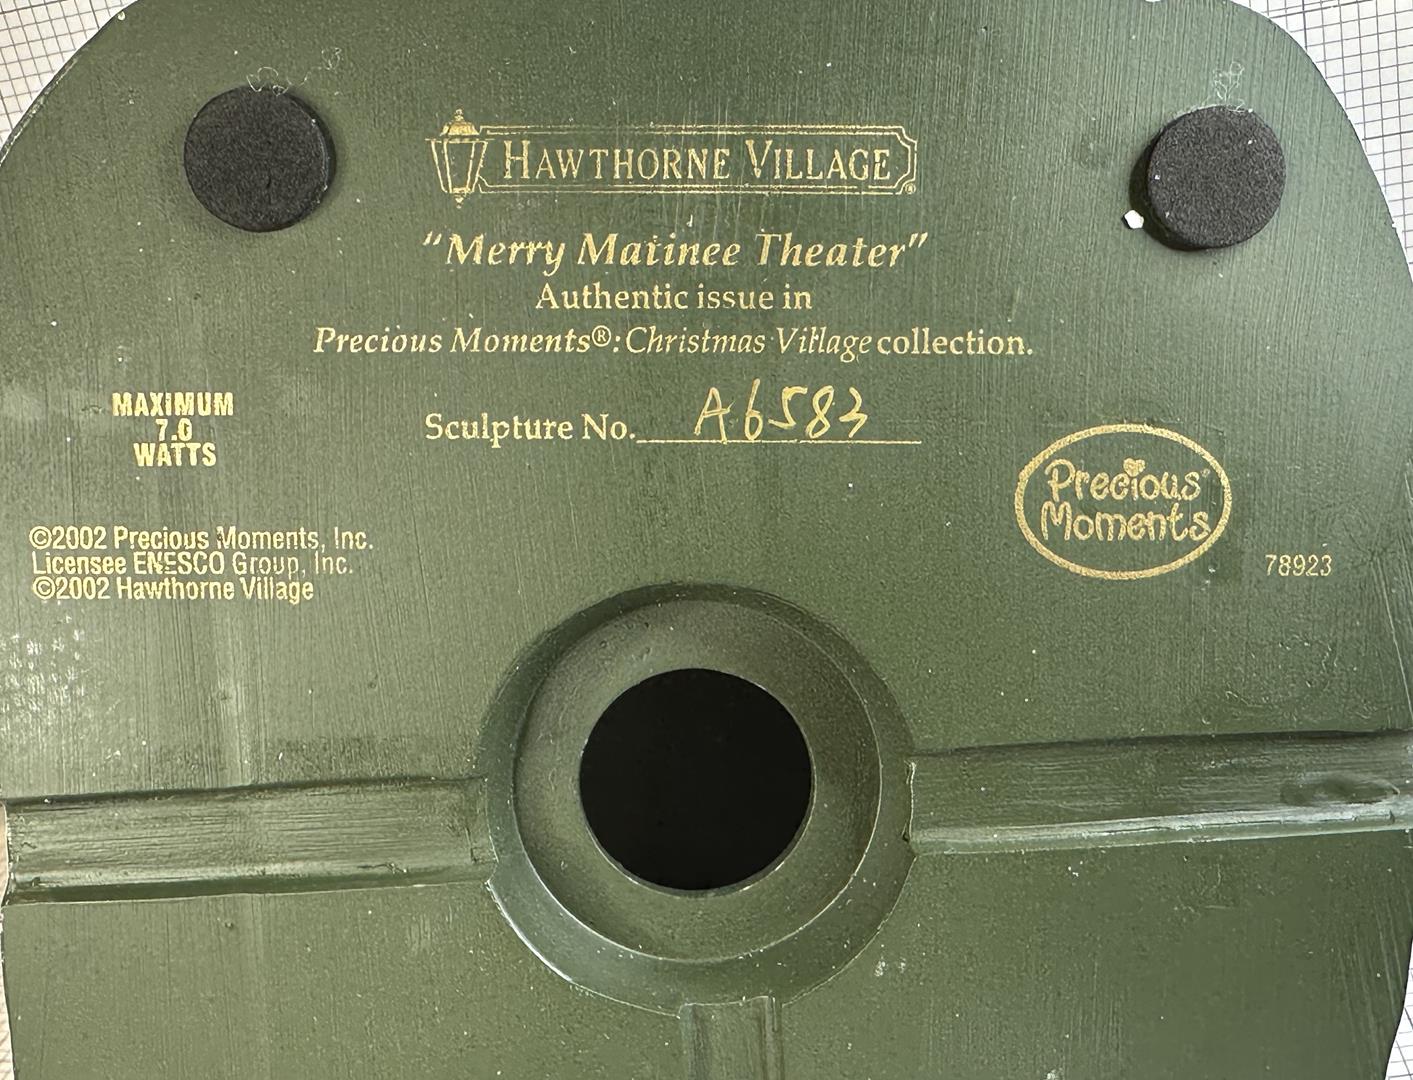 HAWTHORNE VILLAGE®
"Merry Matinee Theater"
Authentic issue in
Precious Moments®: Christmas Village collection.
Sculpture No. A6583
MAXIMUM
7.0
WATTS
Precious
Moments
©2002 Precious Moments, Inc.
Licensee ENESCO Group, Inc.
©2002 Hawthorne Village
78923